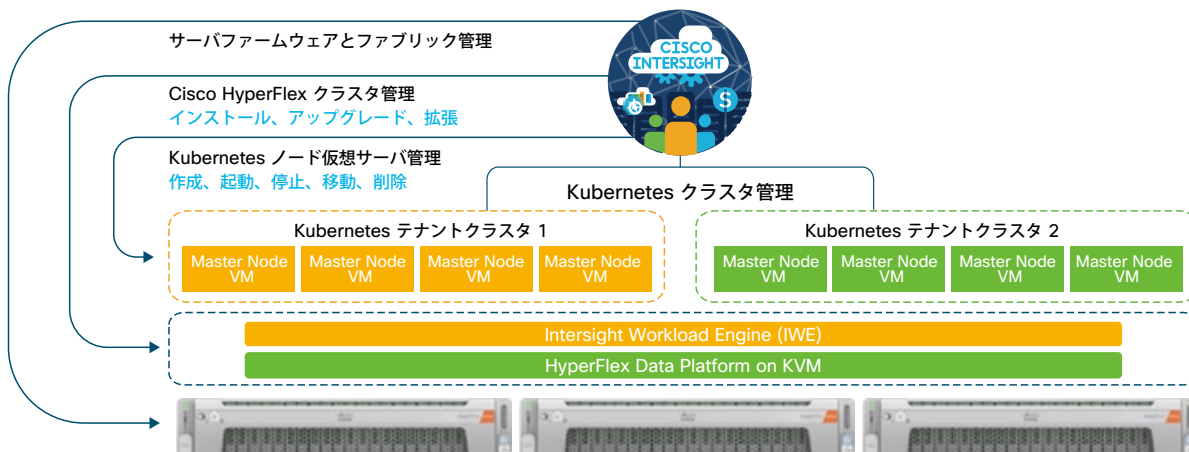 サーバファームウェアとファブリック管理
CISCO
INTERSIGHT
Cisco HyperFlex クラスタ管理
インストール、アップグレード、拡張
S
Kubernetes ノード仮想サーバ管理
作成、起動、停止、移動、削除
Kubernetes クラスタ管理
Kubernetes テナントクラスタ 1
Master Node
VM
Master Node
VM
Master Node
VM
Master Node
VM
Kubernetes テナントクラスタ 2
Master Node
VM
Master Node
VM
Master Node
VM
Master Node
VM
Intersight Workload Engine (IWE)
HyperFlex Data Platform on KVM